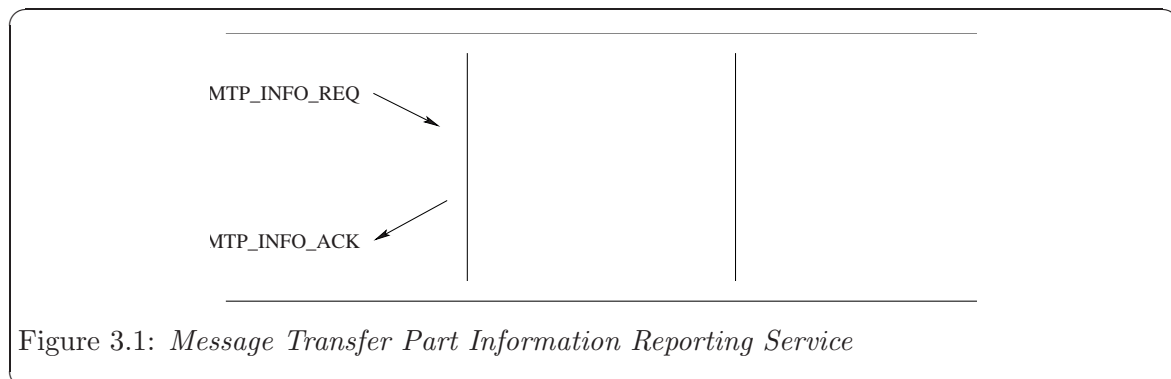 MTP_INFO_REQ
MTP_INFO_ACK
Figure 3.1: Message Transfer Part Information Reporting Service